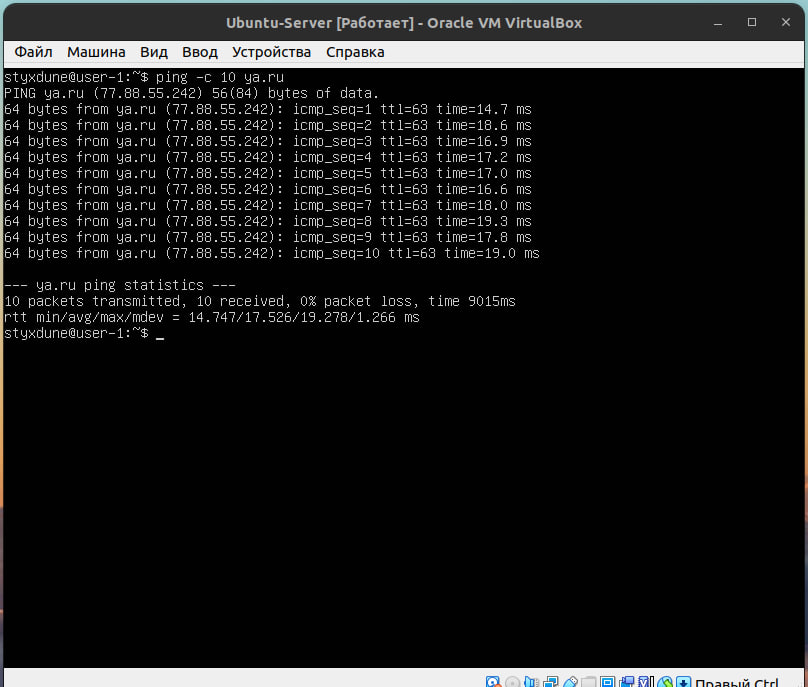 Ubuntu-Server [Работает] - Oracle VM VirtualBox
Файл Машина Вид Ввод Устройства Справка
styxdune@user-1:~$ ping -c 10 ya.ru
PING ya.ru (77.88.55.242) 56(84) bytes of data.
64 bytes from ya.ru (77.88.55.242): icmp_seq=1 ttl=63 time=14.7 ms
64 bytes from ya.ru (77.88.55.242): icmp_seq=2 ttl=63 time=18.6 ms
64 bytes from ya.ru (77.88.55.242): icmp_seq=3 ttl=63 time=16.9 ms
64 bytes from ya.ru (77.88.55.242): icmp_seq=4 ttl=63 time=17.2 ms
64 bytes from ya.ru (77.88.55.242): icmp_seq=5 ttl=63 time=17.0 ms
64 bytes from ya.ru (77.88.55.242): icmp_seq=6 ttl=63 time=16.6 ms
64 bytes from ya.ru (77.88.55.242): icmp_seq=7 ttl=63 time=18.0 ms
64 bytes from ya.ru (77.88.55.242): icmp_seq=8 ttl=63 time=19.3 ms
64 bytes from ya.ru (77.88.55.242): icmp_seq=9 ttl=63 time=17.8 ms
64 bytes from ya.ru (77.88.55.242): icmp_seq=10 ttl=63 time=19.0 ms
--- ya.ru ping statistics ---
10 packets transmitted, 10 received, 0% packet loss, time 9015ms
rtt min/avg/max/mdev = 14.747/17.526/19.278/1.266 ms
styxdune@user-1:~$ _
Правый Ctrl